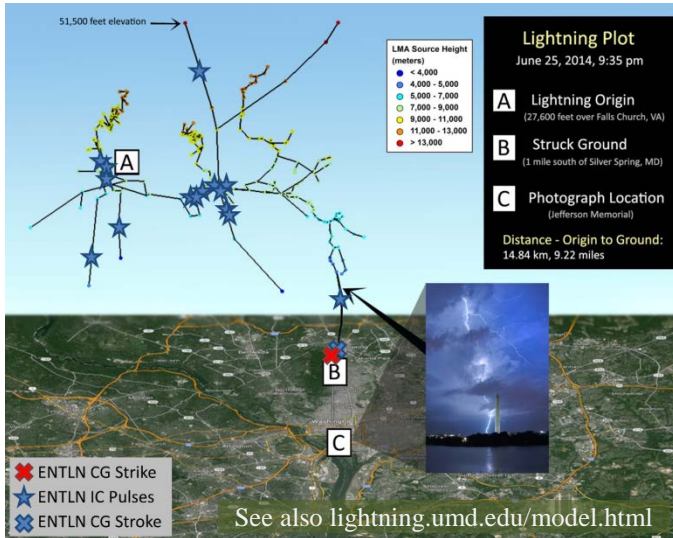 51,500 feet elevation
LMA Source Height
(meters)
< 4,000
4,000 - 5,000
5,000 - 7,000
7,000 - 9,000
9,000 - 11,000
11,000 - 13,000
> 13,000
Lightning Plot
June 25, 2014, 9:35 pm
A Lightning Origin
(27,600 feet over Falls Church, VA)
B Struck Ground
(1 mile south of Silver Spring, MD)
C Photograph Location
(Jefferson Memorial)
Distance - Origin to Ground:
14.84 km, 9.22 miles
A
B
Washington
C
ENTLN CG Strike
ENTLN IC Pulses
ENTLN CG Stroke
See also lightning.umd.edu/model.html